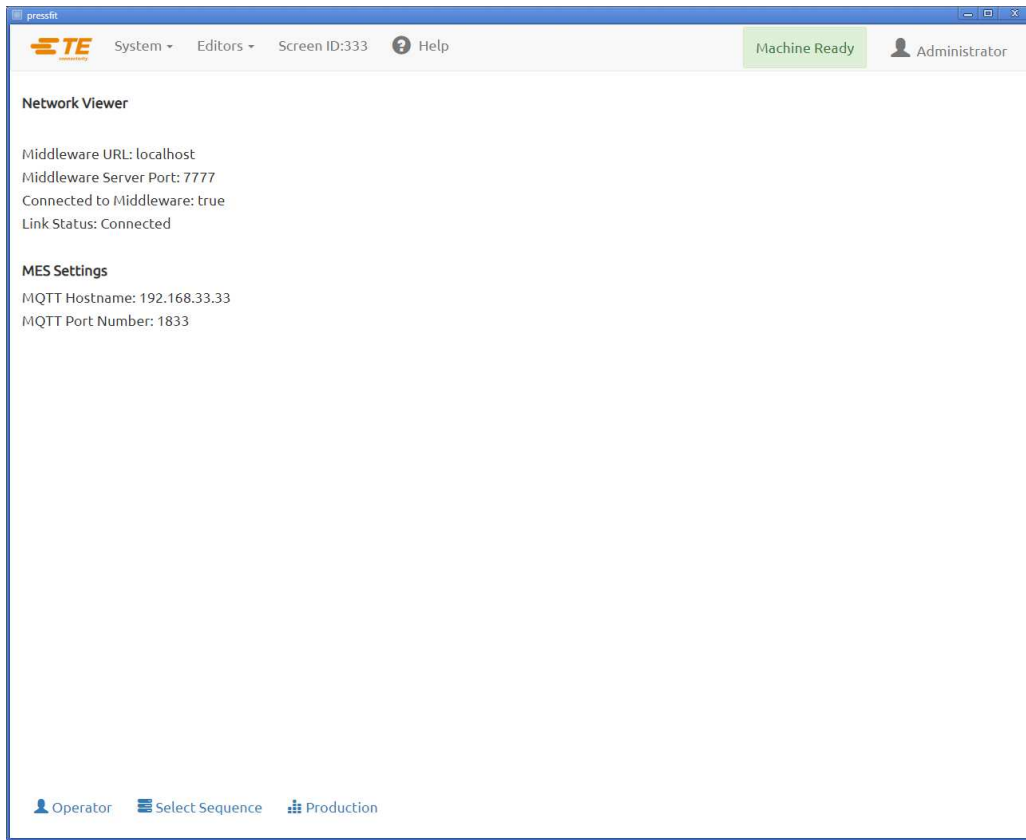 pressfit
TE
connectivity
System
Editors
Screen ID:333
Help
Machine Ready
Administrator
Network Viewer
Middleware URL: localhost
Middleware Server Port: 7777
Connected to Middleware: true
Link Status: Connected
MES Settings
MQTT Hostname: 192.168.33.33
MQTT Port Number: 1833
Operator
Select Sequence
Production